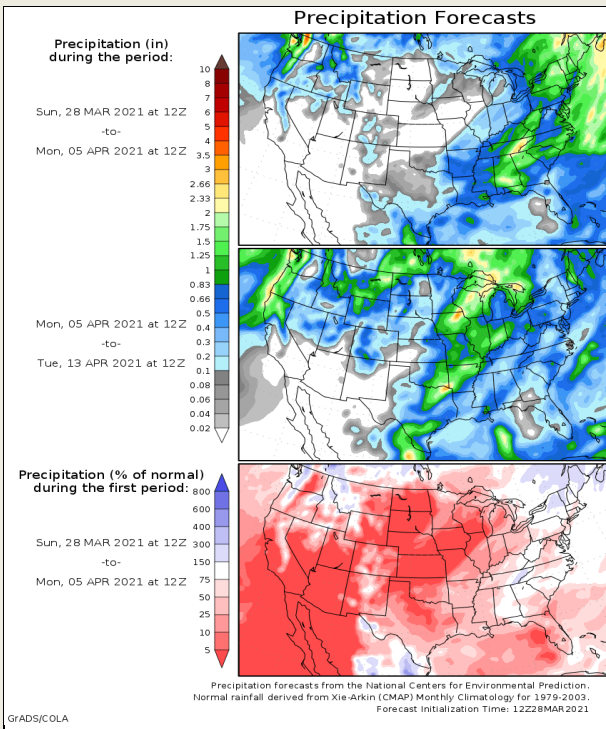 Precipitation Forecasts
Precipitation (in)
during the period:
Sun, 28 MAR 2021 at 12Z
-to-
Mon, 05 APR 2021 at 12Z
10
8
7
6
5
4
3.5
3
2.66
2.33
2
1.75
1.5
1.25
1
0.83
0.66
0.5
0.4
0.3
0.2
0.1
0.08
0.06
0.04
0.02
Mon, 05 APR 2021 at 12Z
-to-
Tue, 13 APR 2021 at 12Z
Precipitation (% of normal)
during the first period:
Sun, 28 MAR 2021 at 12Z
-to-
Mon, 05 APR 2021 at 12Z
800
600
400
300
150
75
50
25
10
5
Precipitation forecasts from the National Centers for Environmental Prediction.
Normal rainfall derived from Xie-Arkin (CMAP) Monthly Climatology for 1979-2003.
Forecast Initialization Time: 12Z28MAR2021
GrADS/COLA